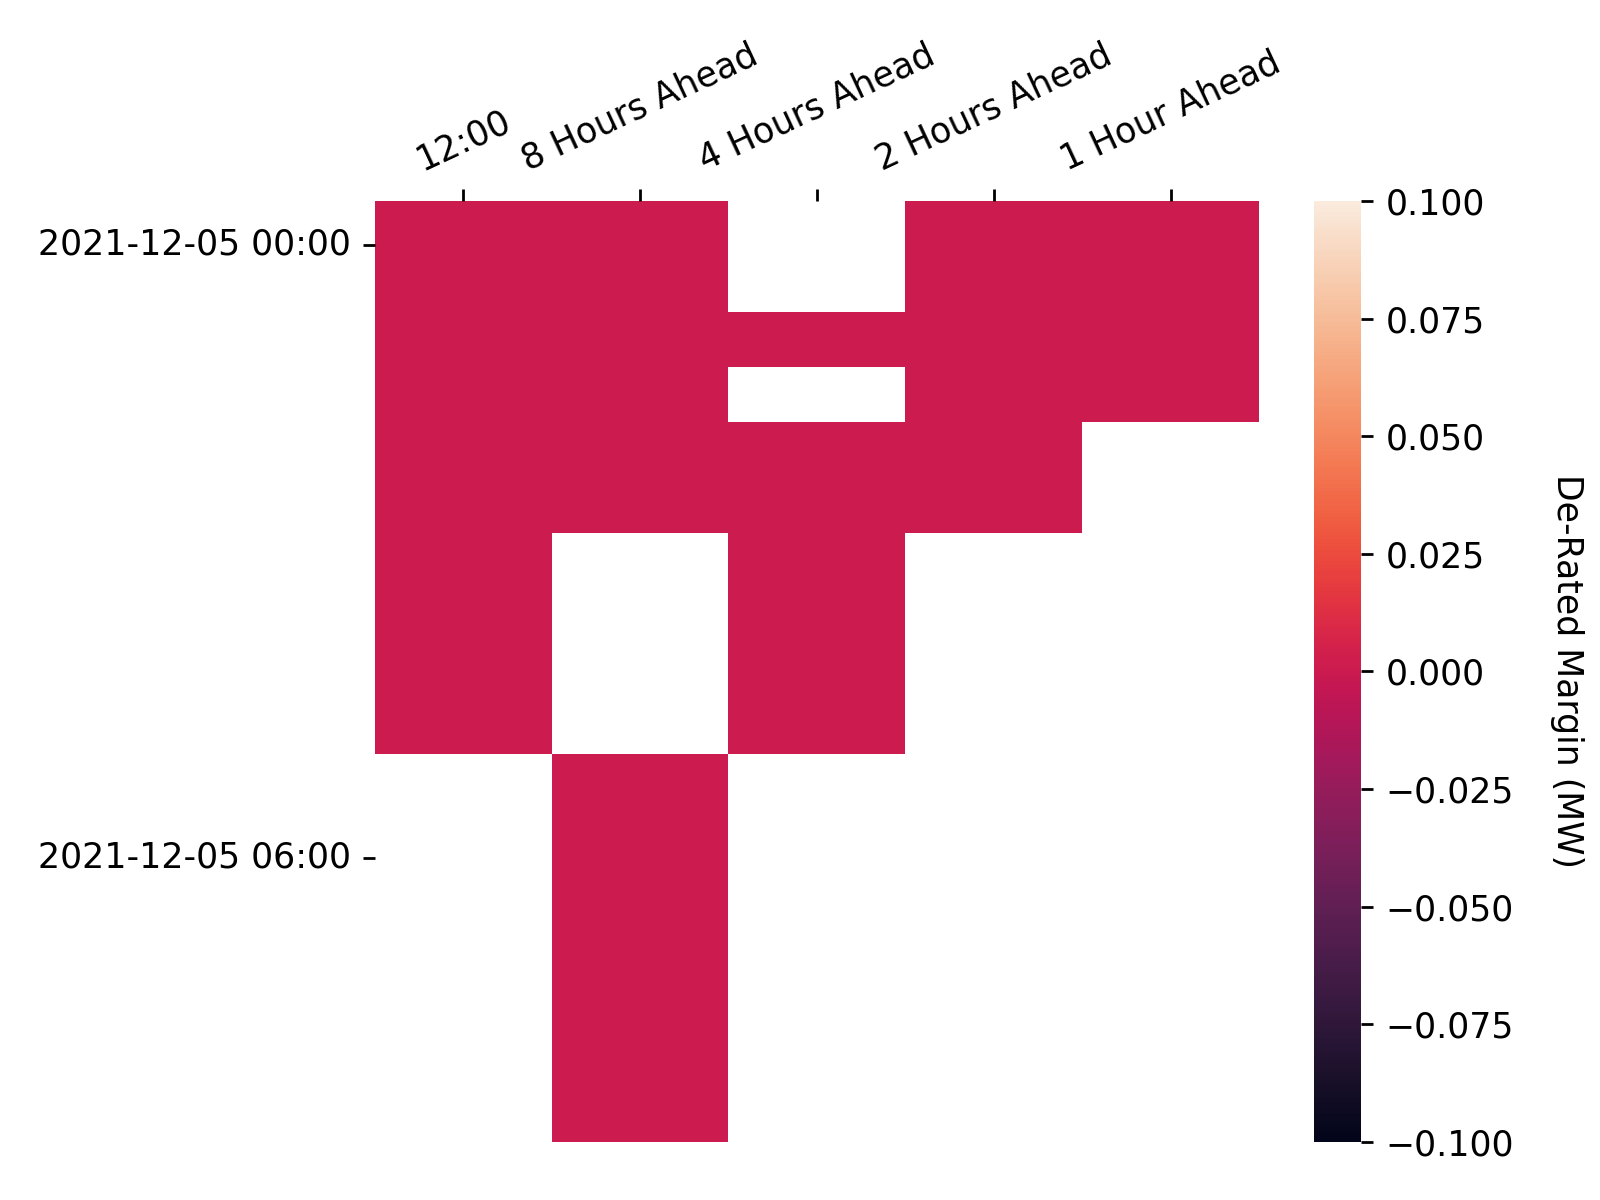 12:00
8 Hours Ahead
4 Hours Ahead
2 Hours Ahead
1 Hour Ahead
2021-12-05 00:00
2021-12-05 06:00
0.100
0.075
0.050
0.025
0.000
−0.025
−0.050
−0.075
−0.100
De-Rated Margin (MW)